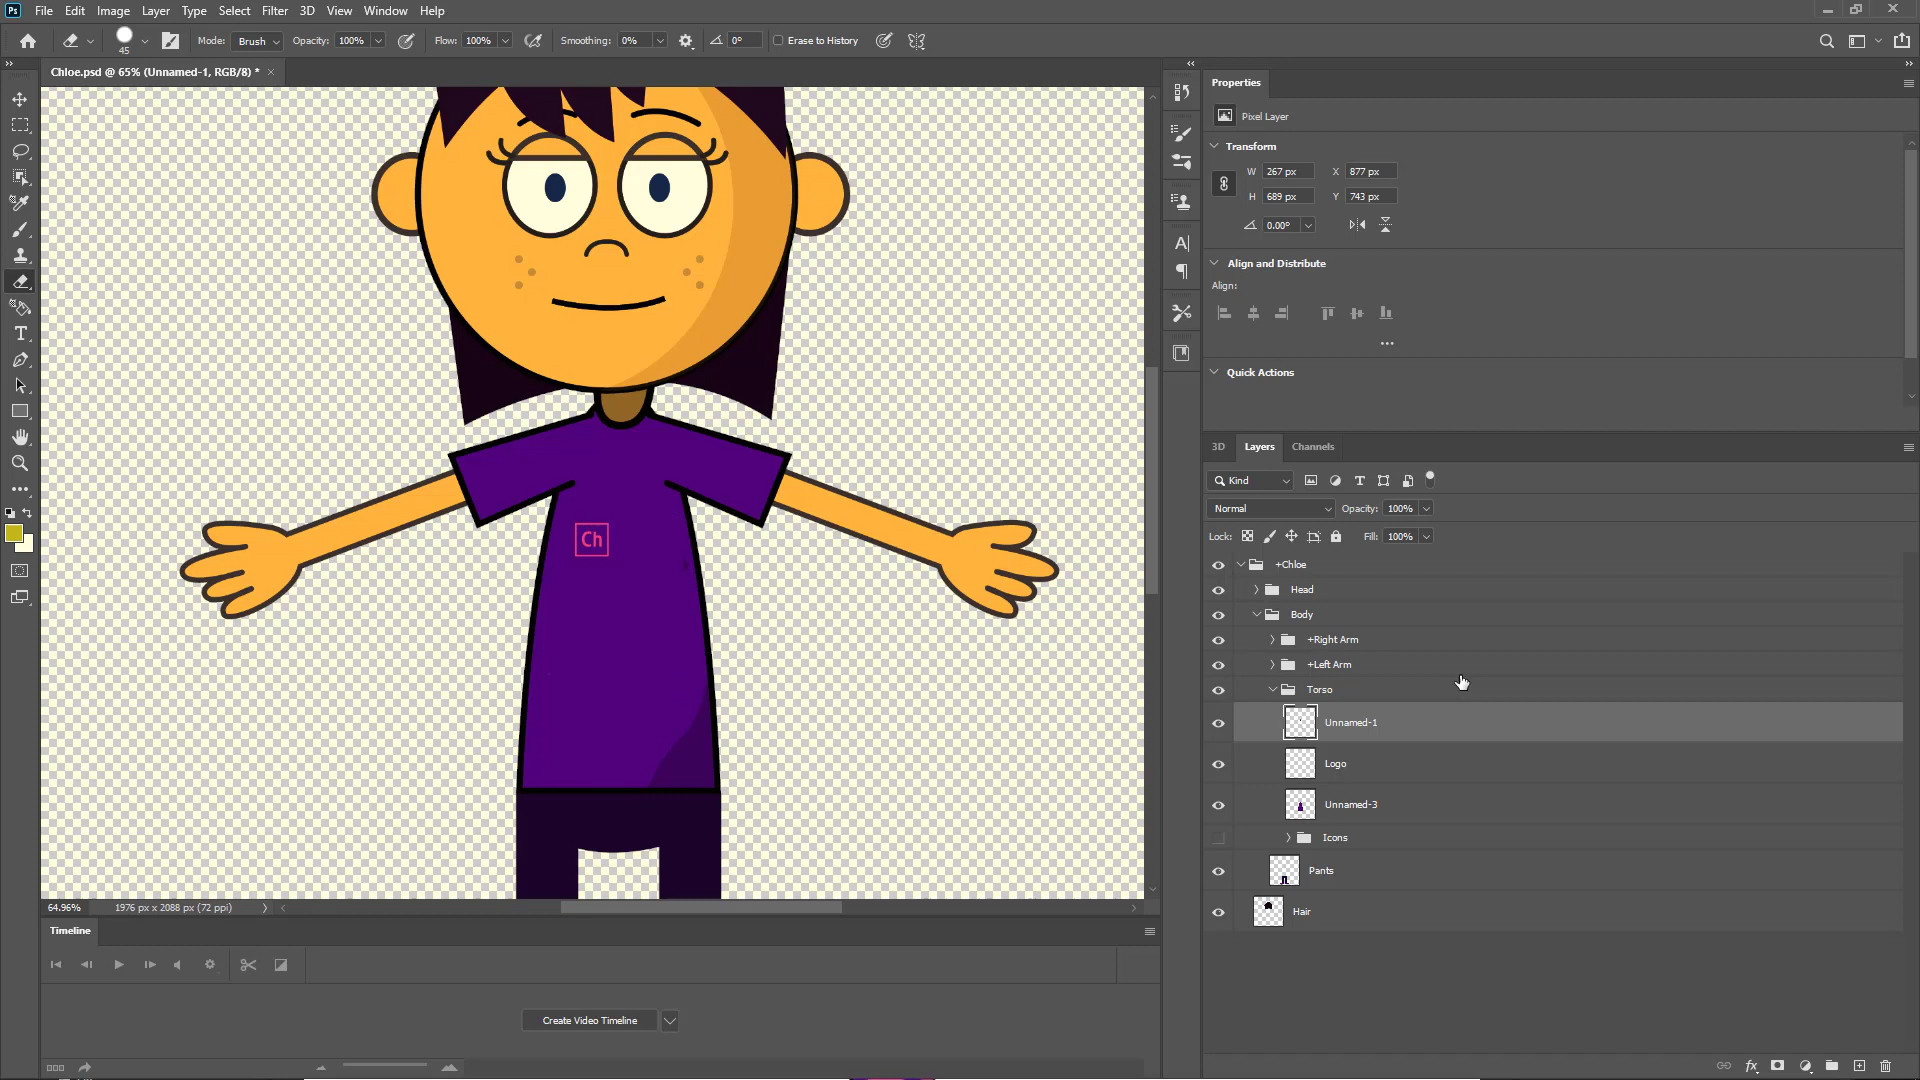 Ps File Edit Image Layer Type Select Filter 3D View Window Help
45 Mode: Brush Opacity: 100% Flow: 100% Smoothing: 0% 0° Erase to History
Chloe.psd @ 65% (Unnamed-1, RGB/8) * ×
Properties
Pixel Layer
Transform
W 267 px X 877 px
H 689 px Y 743 px
0.00°
Align and Distribute
Align:
Quick Actions
3D Layers Channels
Kind
Normal Opacity: 100%
Lock: Fill: 100%
+Chloe
Head
Body
+Right Arm
+Left Arm
Torso
Unnamed-1
Logo
Unnamed-3
Icons
Pants
Hair
Ch
64.96% 1976 px x 2088 px (72 ppi)
Timeline
Create Video Timeline
fx